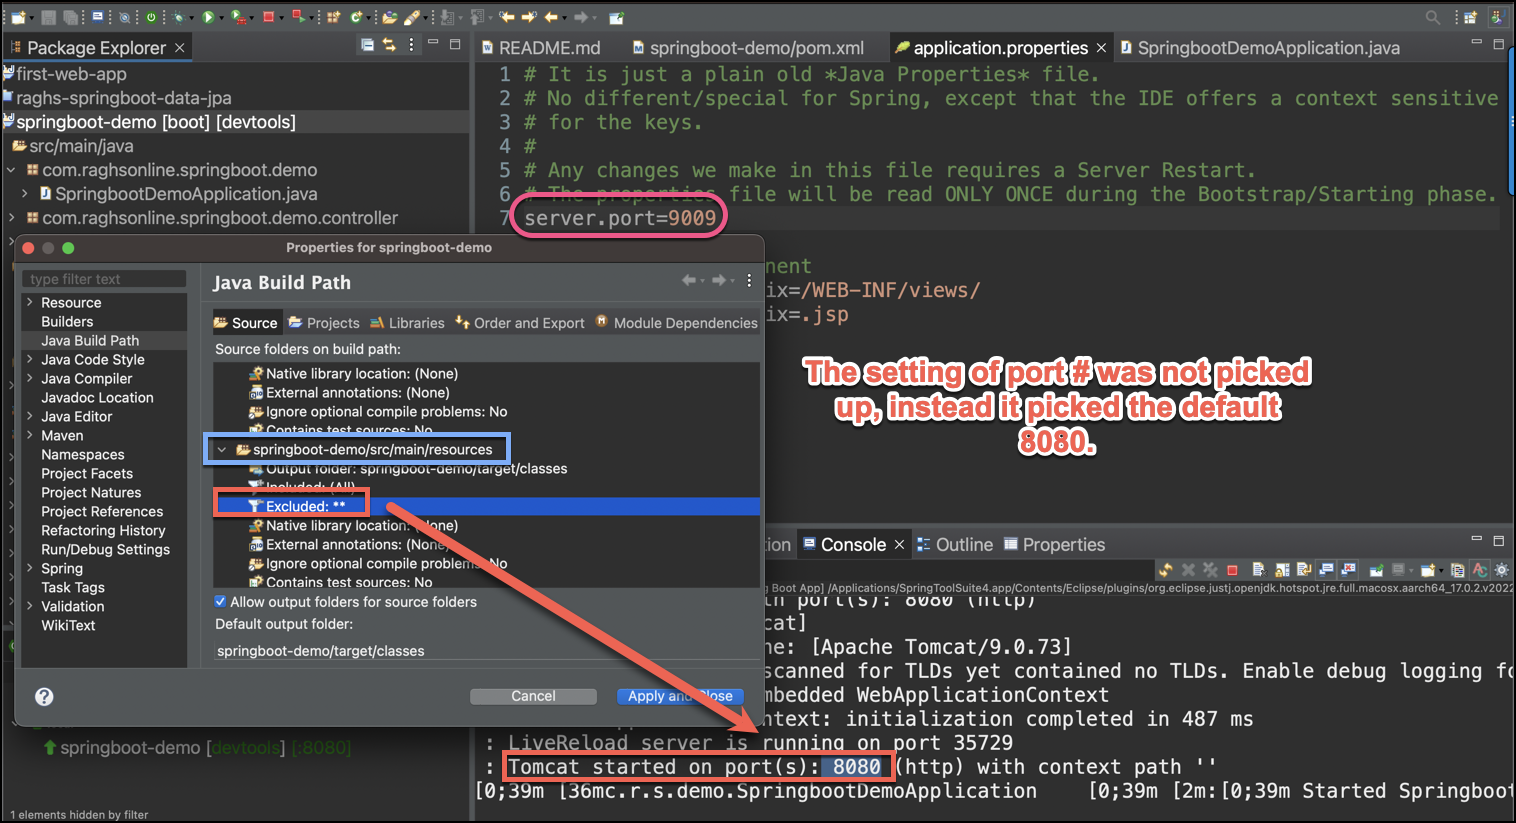 Package Explorer
README.md
springboot-demo/pom.xml
application.properties
SpringbootDemoApplication.java
first-web-app
raghs-springboot-data-jpa
springboot-demo [boot] [devtools]
src/main/java
com.raghsonline.springboot.demo
SpringbootDemoApplication.java
com.raghsonline.springboot.demo.controller
1 # It is just a plain old *Java Properties* file.
2 # No different/special for Spring, except that the IDE offers a context sensitive
3 # for the keys.
4 #
5 # Any changes we make in this file requires a Server Restart.
6 # The properties file will be read ONLY ONCE during the Bootstrap/Starting phase.
7 server.port=9009
nent
ix=/WEB-INF/views/
ix=.jsp
The setting of port # was not picked
up, instead it picked the default
8080.
Properties for springboot-demo
type filter text
Resource
Builders
Java Build Path
Java Code Style
Java Compiler
Javadoc Location
Java Editor
Maven
Namespaces
Project Facets
Project Natures
Project References
Refactoring History
Run/Debug Settings
Spring
Task Tags
Validation
WikiText
Java Build Path
Source Projects Libraries Order and Export Module Dependencies
Source folders on build path:
Native library location: (None)
External annotations: (None)
Ignore optional compile problems: No
Contains test sources: No
springboot-demo/src/main/resources
Output folder: springboot-demo/target/classes
Included: (All)
Excluded: **
Native library location: (None)
External annotations: (None)
Ignore optional compile problems: No
Contains test sources: No
Allow output folders for source folders
Default output folder:
springboot-demo/target/classes
Cancel
Apply and Close
tion
Console
Outline
Properties
g Boot App] /Applications/SpringToolSuite4.app/Contents/Eclipse/plugins/org.eclipse.justj.openjdk.hotspot.jre.full.macosx.aarch64_17.0.2.v2022
th port(s): 8080 (http)
cat]
ne: [Apache Tomcat/9.0.73]
scanned for TLDs yet contained no TLDs. Enable debug logging fo
mbedded WebApplicationContext
ntext: initialization completed in 487 ms
: LiveReload server is running on port 35729
: Tomcat started on port(s): 8080 (http) with context path ''
[0;39m [36mc.r.s.demo.SpringbootDemoApplication [0;39m [2m:[0;39m Started Springboot
springboot-demo [devtools] [:8080]
1 elements hidden by filter